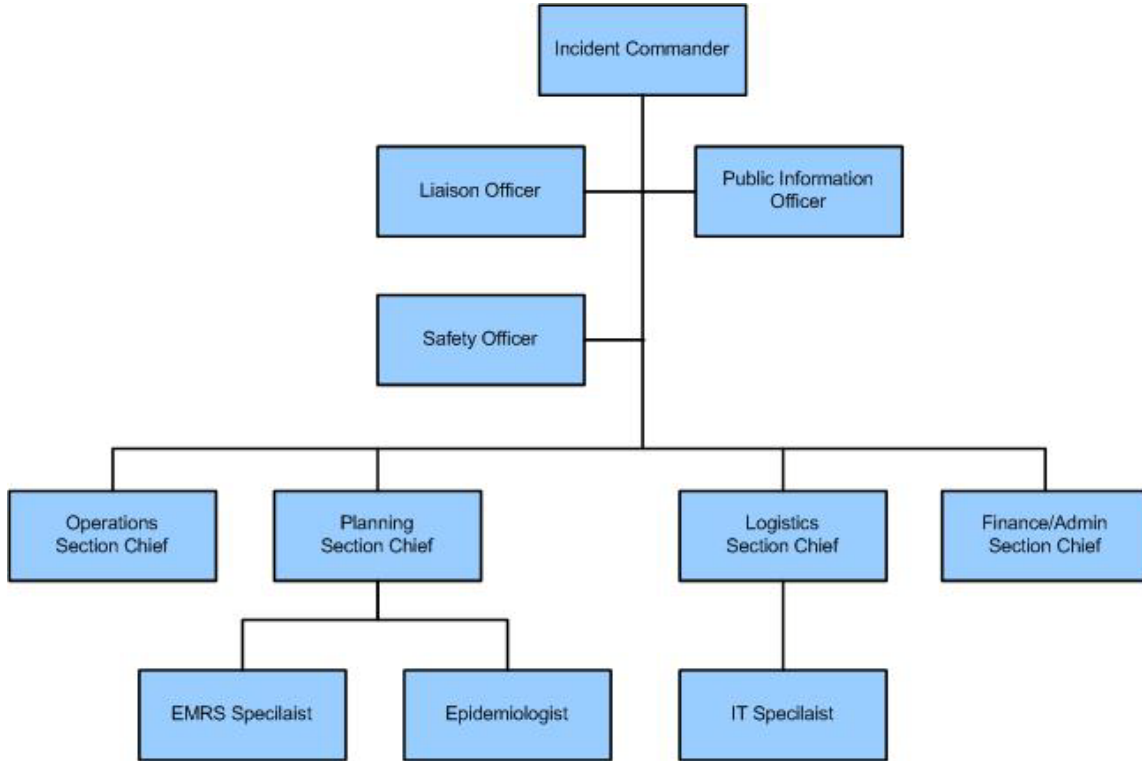 Incident Commander
Liaison Officer
Public Information
Officer
Safety Officer
Operations
Section Chief
Planning
Section Chief
Logistics
Section Chief
Finance/Admin
Section Chief
EMRS Specilaist
Epidemiologist
IT Specilaist